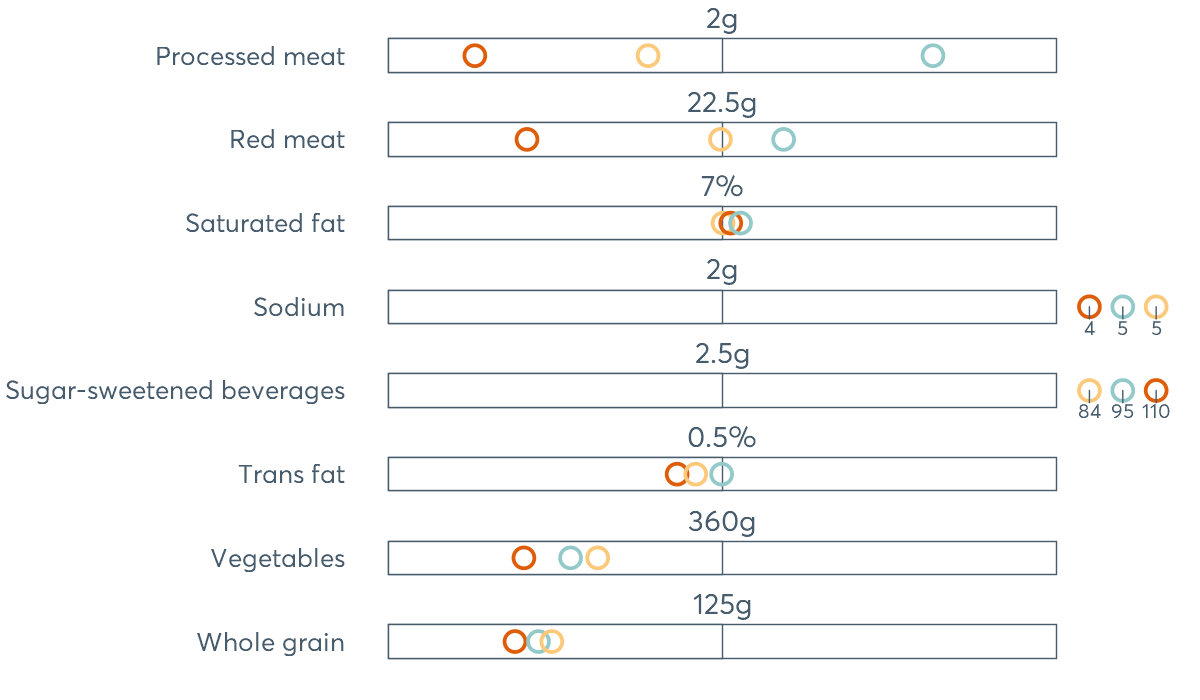 2g
Processed meat
22.5g
Red meat
7%
Saturated fat
2g
Sodium
4 5 5
2.5g
Sugar-sweetened beverages
84 95 110
0.5%
Trans fat
360g
Vegetables
125g
Whole grain